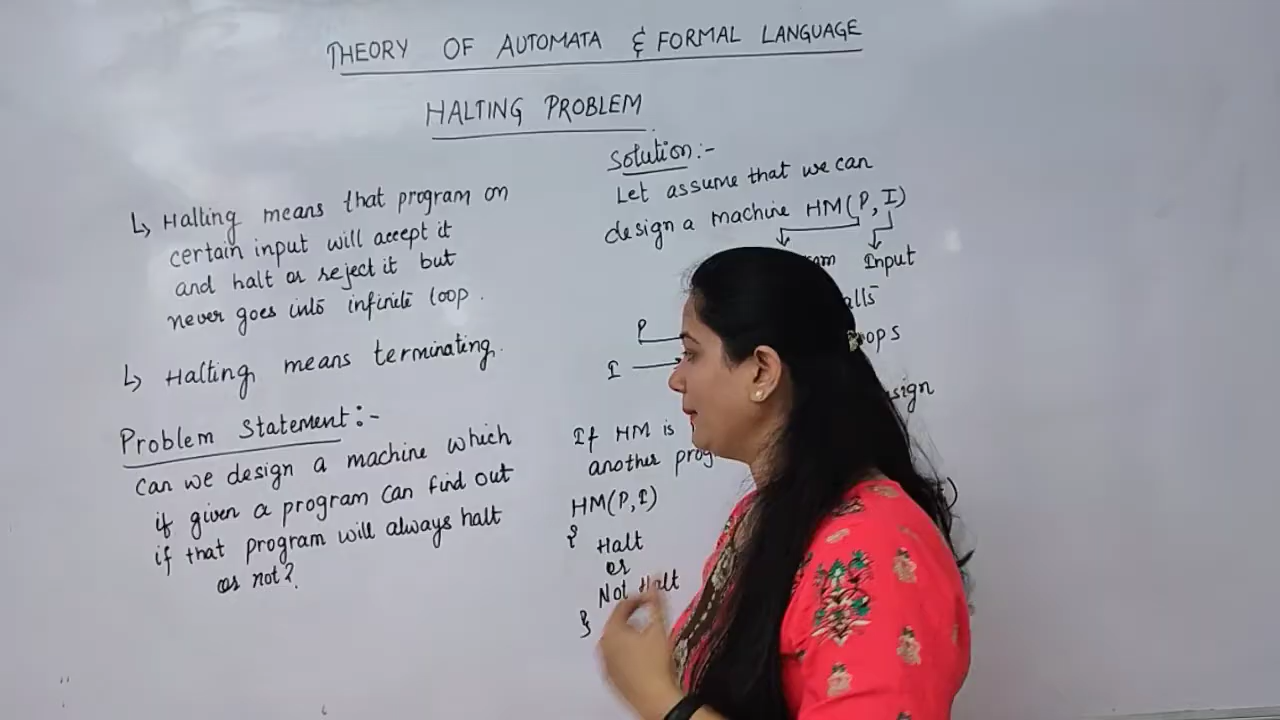 THEORY OF AUTOMATA & FORMAL LANGUAGE
HALTING PROBLEM
↳ Halting means that program on
certain input will accept it
and halt or reject it but
never goes into infinite loop.
↳ Halting means terminating.
Problem Statement:-
Can we design a machine which
if given a program can find out
if that program will always halt
or not?
Solution:-
Let assume that we can
design a machine HM(P, I)
Input
P
I
If HM is
another
HM(P, I)
{
Halt
or
Not Halt
}